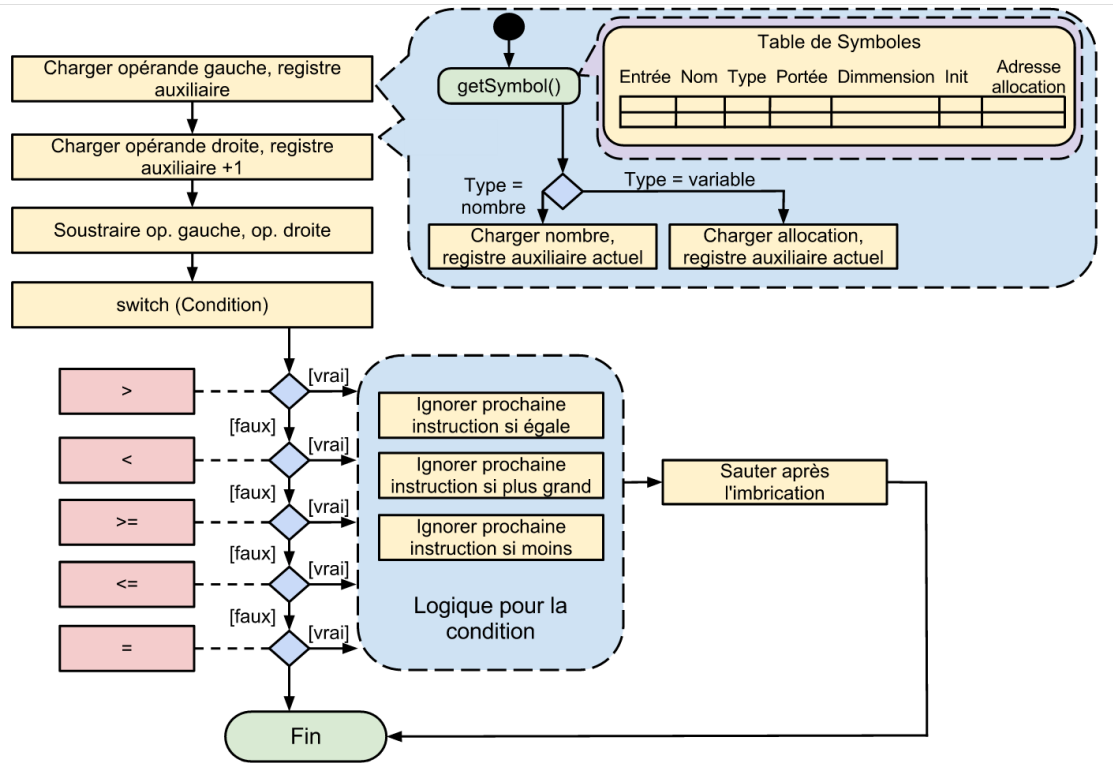 Charger opérande gauche, registre
auxiliaire
Charger opérande droite, registre
auxiliaire +1
Soustraire op. gauche, op. droite
switch (Condition)
getSymbol()
Table de Symboles
Entrée Nom Type Portée Dimmension Init Adresse
allocation
Type =
nombre
Type = variable
Charger nombre,
registre auxiliaire actuel
Charger allocation,
registre auxiliaire actuel
>
[vrai]
[faux]
<
[vrai]
[faux]
>=
[vrai]
[faux]
<=
[vrai]
[faux]
=
[vrai]
Ignorer prochaine
instruction si égale
Ignorer prochaine
instruction si plus grand
Ignorer prochaine
instruction si moins
Logique pour la
condition
Sauter après
l'imbrication
Fin